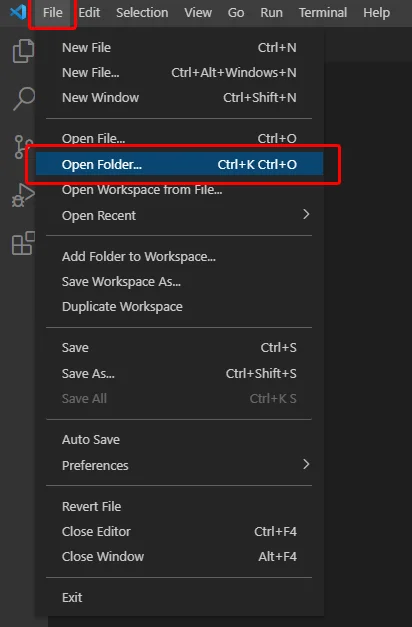 File Edit Selection View Go Run Terminal Help
New File Ctrl+N
New File... Ctrl+Alt+Windows+N
New Window Ctrl+Shift+N
Open File... Ctrl+O
Open Folder... Ctrl+K Ctrl+O
Open Workspace from File...
Open Recent
Add Folder to Workspace...
Save Workspace As...
Duplicate Workspace
Save Ctrl+S
Save As... Ctrl+Shift+S
Save All Ctrl+K S
Auto Save
Preferences
Revert File
Close Editor Ctrl+F4
Close Window Alt+F4
Exit